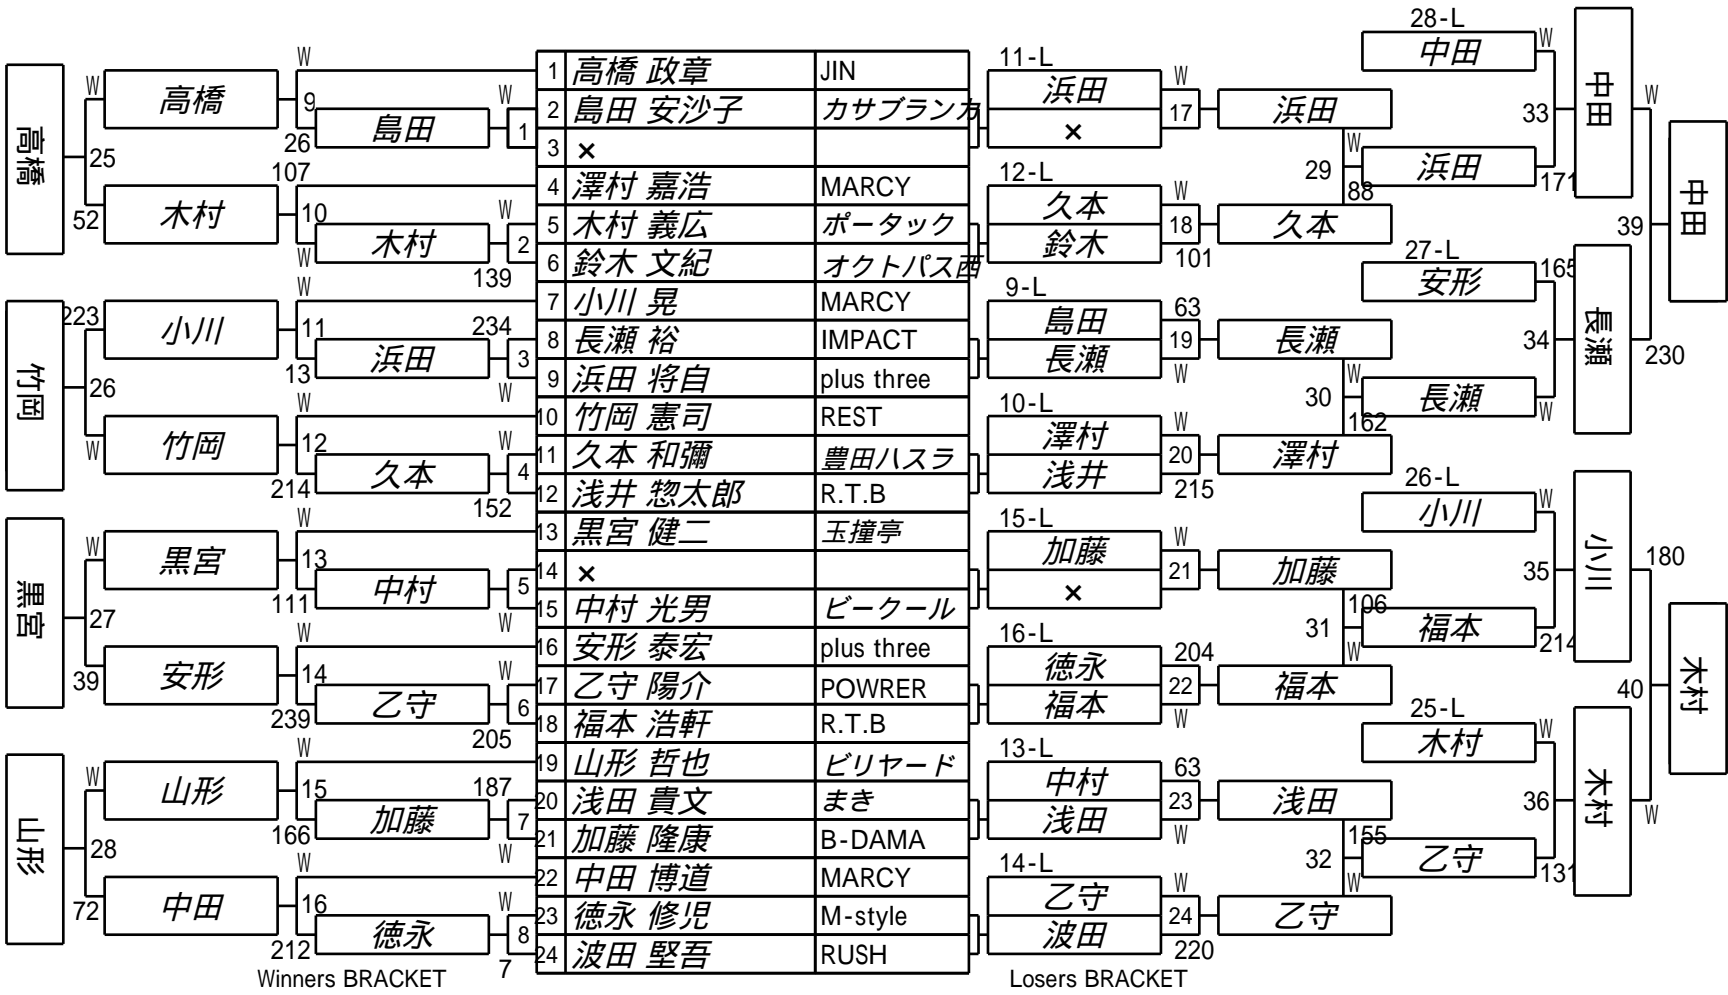 高橋
竹岡
黒宮
山形
W
25
52
223
26
W
W
27
39
W
28
72
高橋
木村
小川
竹岡
黒宮
安形
山形
中田
W
9
26
107
10
W
W
11
13
W
12
214
W
13
111
W
14
239
W
15
166
W
16
212
島田
木村
浜田
久本
中村
乙守
加藤
徳永
W
1
W
2
139
234
3
W
W
4
152
5
W
W
6
205
187
7
W
W
8
7
1 高橋 政章 JIN
2 島田 安沙子 カサブランカ
3 ×
4 澤村 嘉浩 MARCY
5 木村 義広 ポータック
6 鈴木 文紀 オクトパス西
7 小川 晃 MARCY
8 長瀬 裕 IMPACT
9 浜田 将自 plus three
10 竹岡 憲司 REST
11 久本 和彌 豊田ハスラ
12 浅井 惣太郎 R.T.B
13 黒宮 健二 玉撞亭
14 ×
15 中村 光男 ビークール
16 安形 泰宏 plus three
17 乙守 陽介 POWRER
18 福本 浩軒 R.T.B
19 山形 哲也 ビリヤード
20 浅田 貴文 まき
21 加藤 隆康 B-DAMA
22 中田 博道 MARCY
23 徳永 修児 M-style
24 波田 堅吾 RUSH
11-L
浜田
×
W
17
12-L
久本
鈴木
W
18
101
9-L
島田
長瀬
63
19
W
10-L
澤村
浅井
W
20
215
15-L
加藤
×
W
21
16-L
徳永
福本
204
22
W
13-L
中村
浅田
63
23
W
14-L
乙守
波田
W
24
220
浜田
久本
長瀬
澤村
加藤
福本
浅田
乙守
29
W
88
30
W
162
31
106
W
32
155
W
28-L
中田
浜田
W
33
171
27-L
安形
長瀬
165
34
W
26-L
小川
福本
W
35
214
25-L
木村
乙守
W
36
131
中田
長瀬
小川
木村
W
39
230
180
40
W
中田
木村
Winners BRACKET
Losers BRACKET